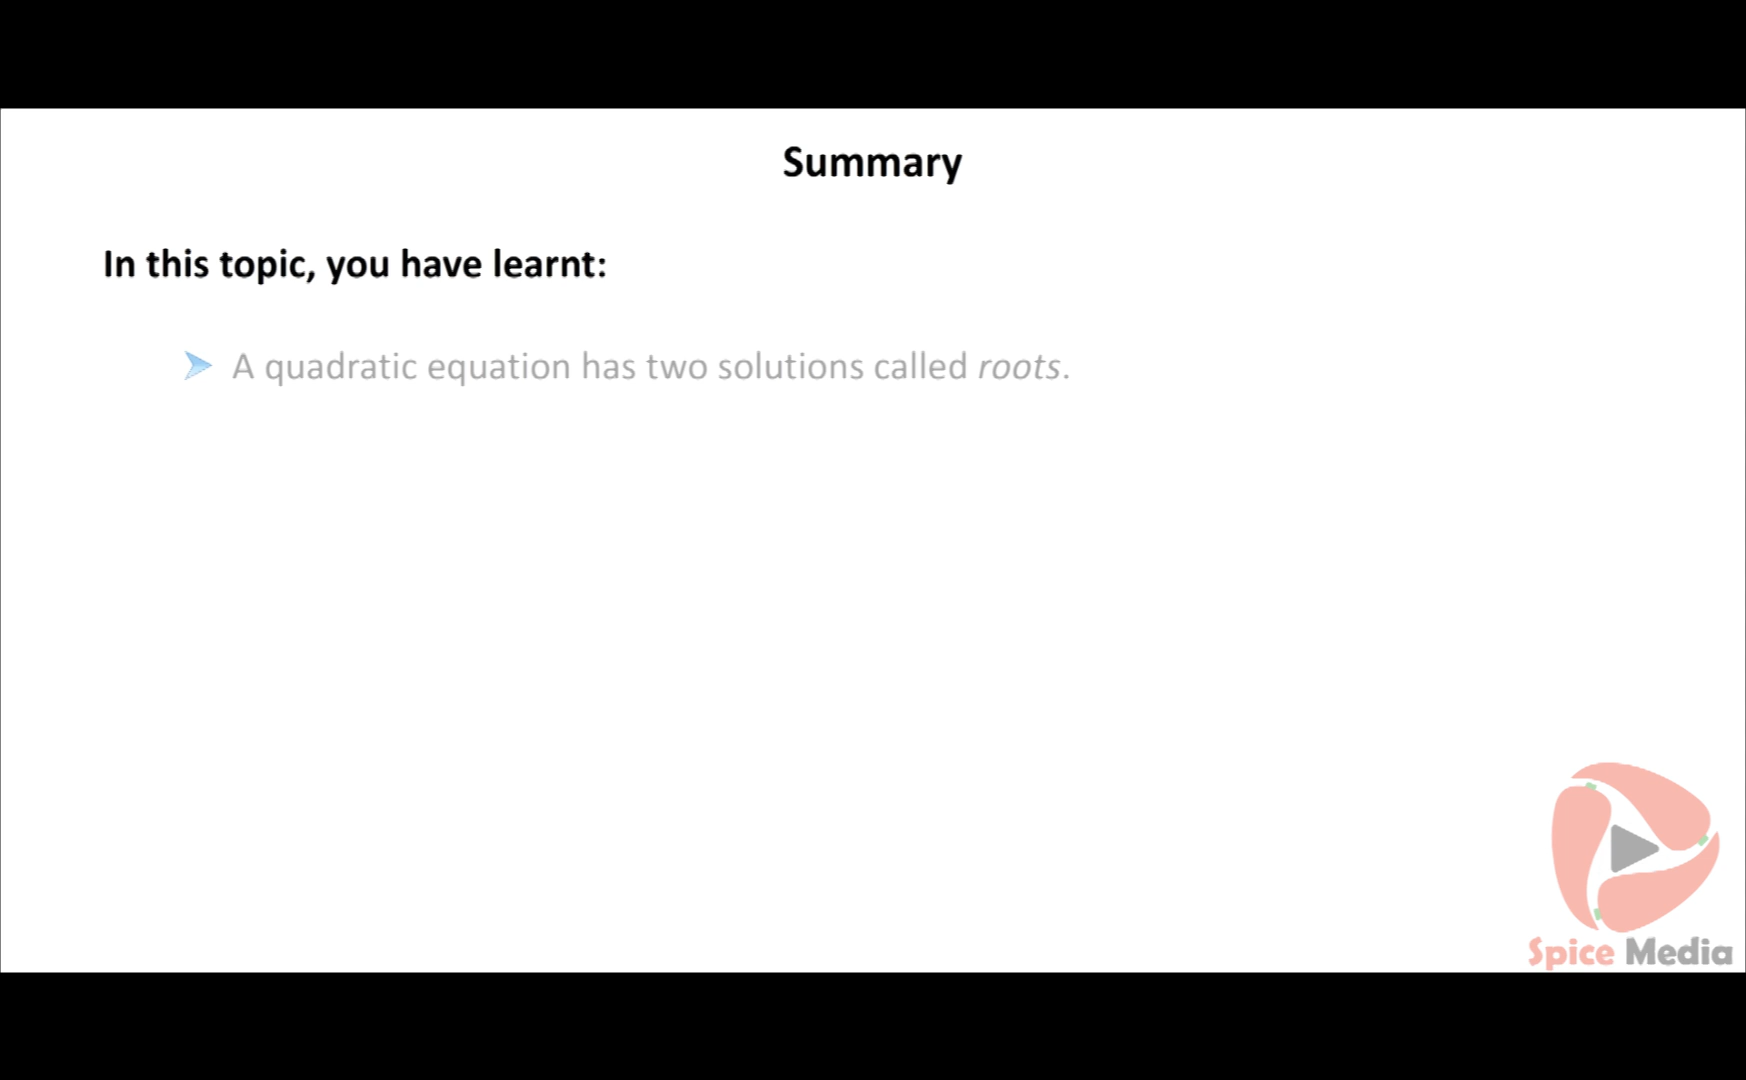 Summary
In this topic, you have learnt:
A quadratic equation has two solutions called roots.
Spice Media